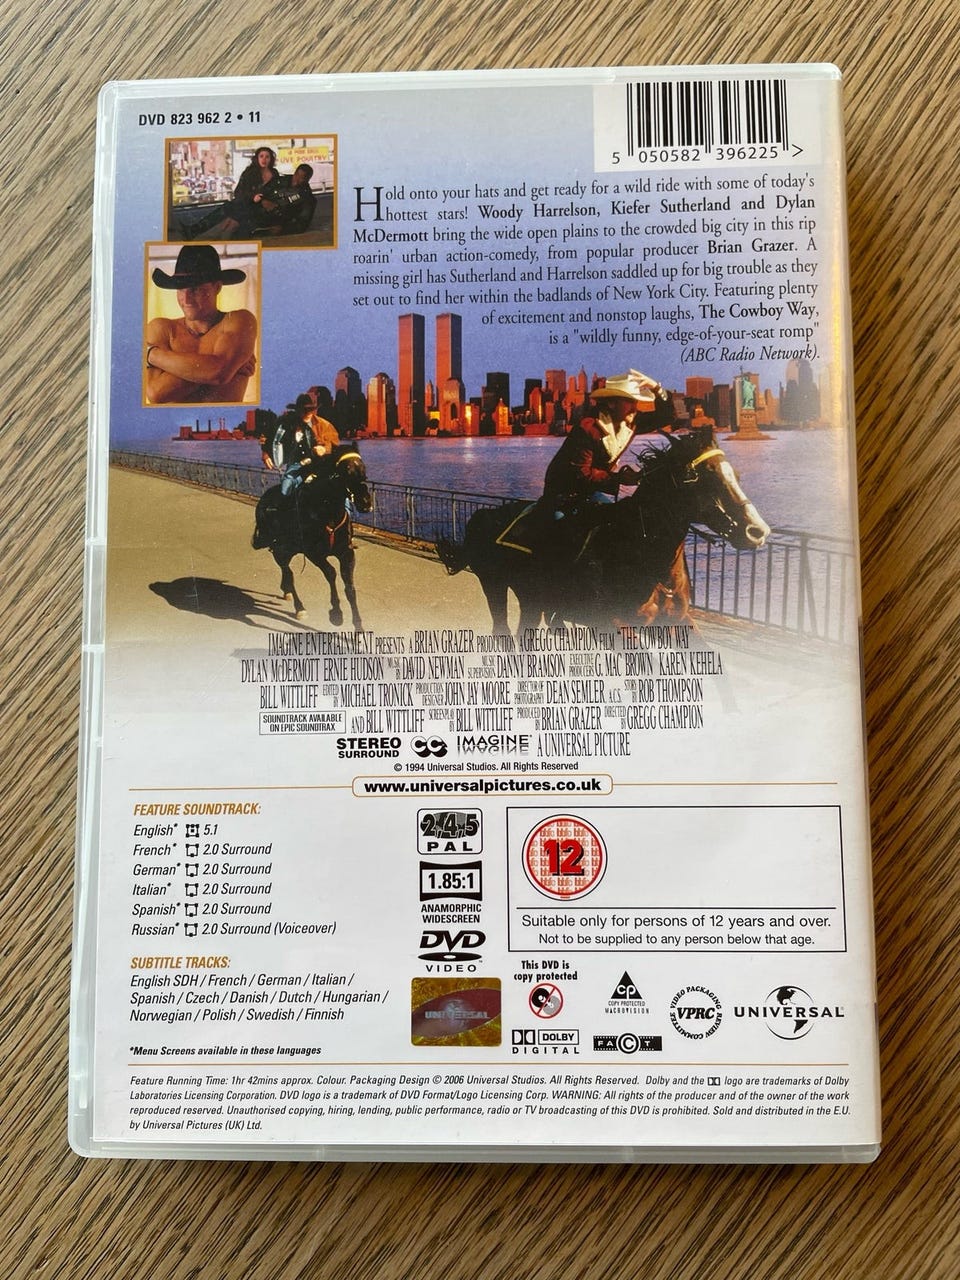 DVD 823 962 2 • 11
5 050582 396225 >
LIVE POULTRY
Hold onto your hats and get ready for a wild ride with some of today's
hottest stars! Woody Harrelson, Kiefer Sutherland and Dylan
McDermott bring the wide open plains to the crowded big city in this rip
roarin' urban action-comedy, from popular producer Brian Grazer. A
missing girl has Sutherland and Harrelson saddled up for big trouble as they
set out to find her within the badlands of New York City. Featuring plenty
of excitement and nonstop laughs, The Cowboy Way,
is a "wildly funny, edge-of-your-seat romp"
(ABC Radio Network).
IMAGINE ENTERTAINMENT PRESENTS A BRIAN GRAZER PRODUCTION A GREGG CHAMPION FILM "THE COWBOY WAY"
DYLAN McDERMOTT ERNIE HUDSON MUSIC BY DAVID NEWMAN MUSIC SUPERVISION DANNY BRAMSON EXECUTIVE PRODUCERS G. MAC BROWN KAREN KEHELA
BILL WITTLIFF EDITED BY MICHAEL TRONICK PRODUCTION DESIGNER JOHN JAY MOORE DIRECTOR OF PHOTOGRAPHY DEAN SEMLER A.C.S. STORY BY ROB THOMPSON
SOUNDTRACK AVAILABLE ON EPIC SOUNDTRAX AND BILL WITTLIFF SCREENPLAY BY BILL WITTLIFF PRODUCED BY BRIAN GRAZER DIRECTED BY GREGG CHAMPION
STEREO SURROUND CC IMAGINE A UNIVERSAL PICTURE
© 1994 Universal Studios. All Rights Reserved
www.universalpictures.co.uk
FEATURE SOUNDTRACK:
English* 5.1
French* 2.0 Surround
German* 2.0 Surround
Italian* 2.0 Surround
Spanish* 2.0 Surround
Russian* 2.0 Surround (Voiceover)
SUBTITLE TRACKS:
English SDH / French / German / Italian /
Spanish / Czech / Danish / Dutch / Hungarian /
Norwegian / Polish / Swedish / Finnish
*Menu Screens available in these languages
2,4,5
PAL
1.85:1
ANAMORPHIC
WIDESCREEN
DVD
VIDEO™
UNIVERSAL
12
Suitable only for persons of 12 years and over.
Not to be supplied to any person below that age.
This DVD is
copy protected
DOLBY
DIGITAL
CP
COPY PROTECTED
MACROVISION
FACT
VIDEO PACKAGING REVIEW COMMITTEE
VPRC
UNIVERSAL
Feature Running Time: 1hr 42mins approx. Colour. Packaging Design © 2006 Universal Studios. All Rights Reserved. Dolby and the logo are trademarks of Dolby
Laboratories Licensing Corporation. DVD logo is a trademark of DVD Format/Logo Licensing Corp. WARNING: All rights of the producer and of the owner of the work
reproduced reserved. Unauthorised copying, hiring, lending, public performance, radio or TV broadcasting of this DVD is prohibited. Sold and distributed in the E.U.
by Universal Pictures (UK) Ltd.